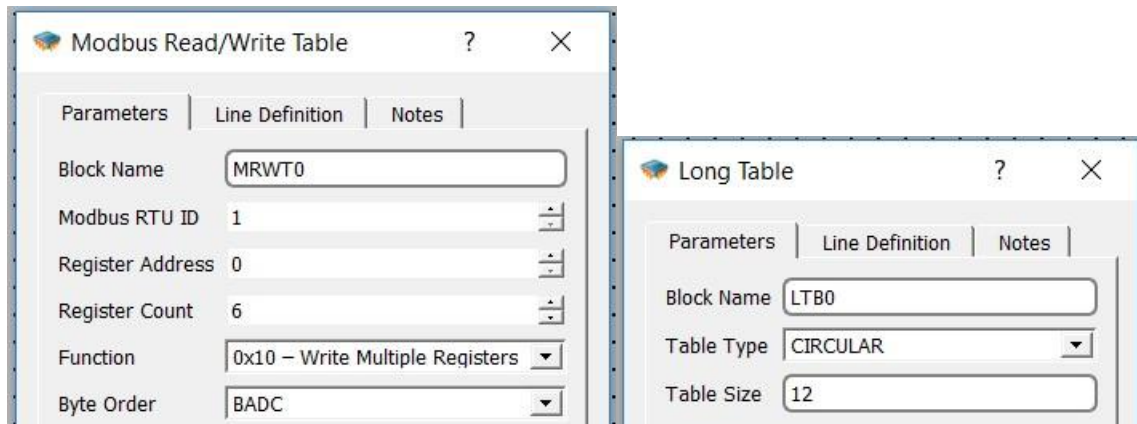 Modbus Read/Write Table ? ×
Parameters Line Definition Notes
Block Name MRWT0
Modbus RTU ID 1
Register Address 0
Register Count 6
Function 0x10 – Write Multiple Registers
Byte Order BADC
Long Table ? ×
Parameters Line Definition Notes
Block Name LTB0
Table Type CIRCULAR
Table Size 12